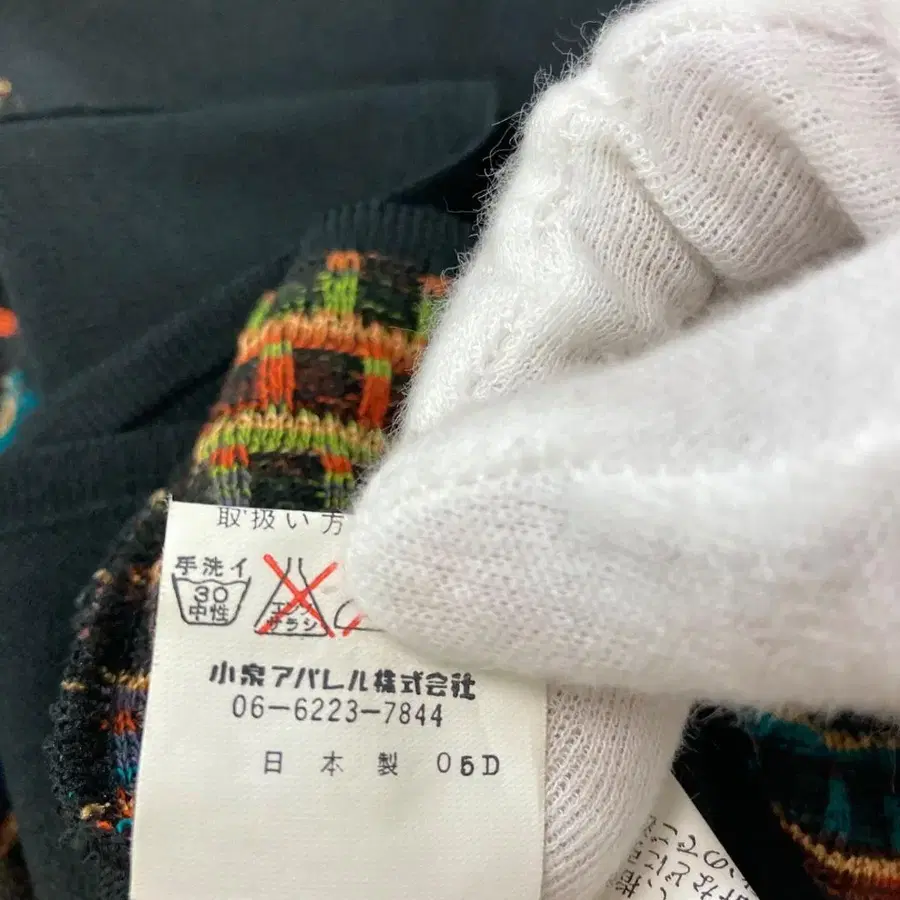 取扱い方
手洗イ
30
中性
エンソ
サラシ
小泉アパレル株式会社
06-6223-7844
日本製 05D